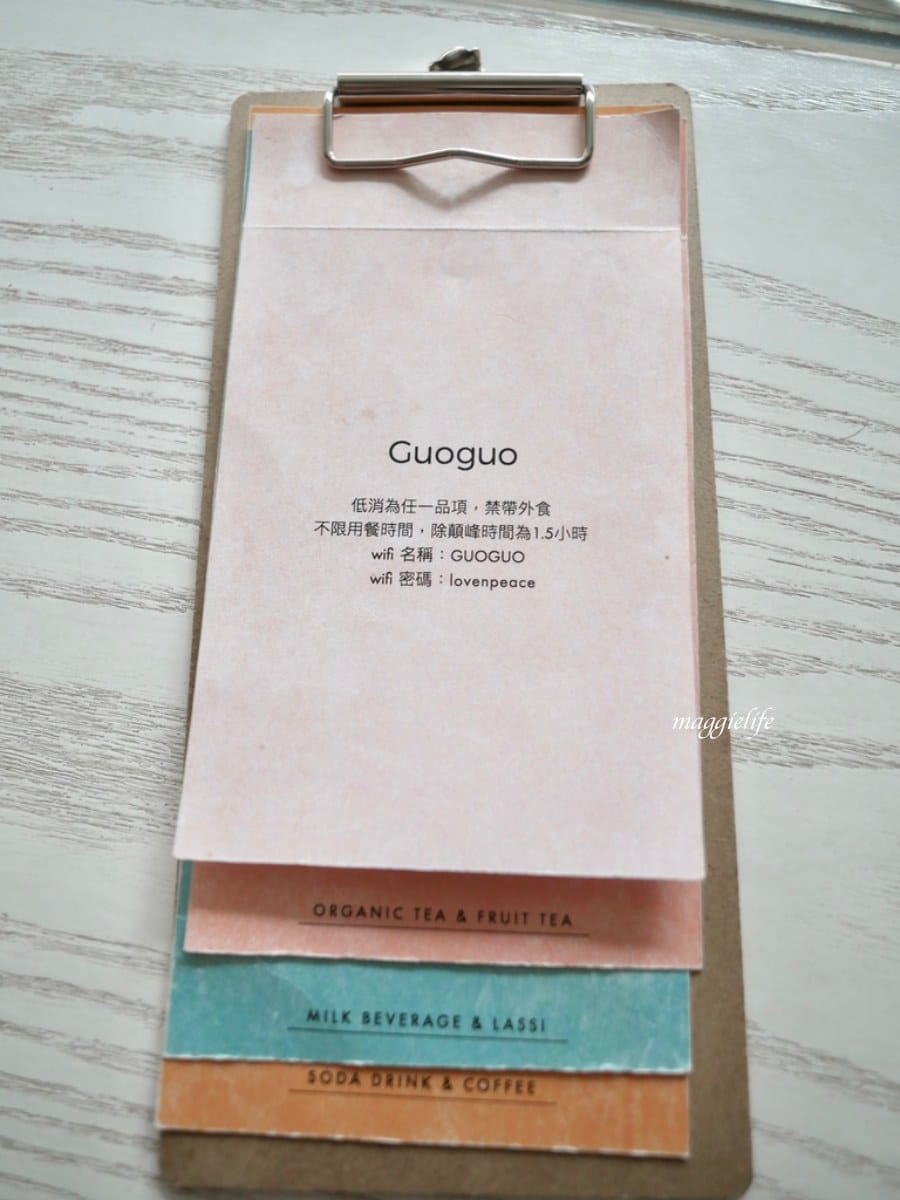 Guoguo
低消為任一品項，禁帶外食
不限用餐時間，除顛峰時間為1.5小時
wifi 名稱：GUOGUO
wifi 密碼：lovenpeace
maggielife
ORGANIC TEA & FRUIT TEA
MILK BEVERAGE & LASSI
SODA DRINK & COFFEE